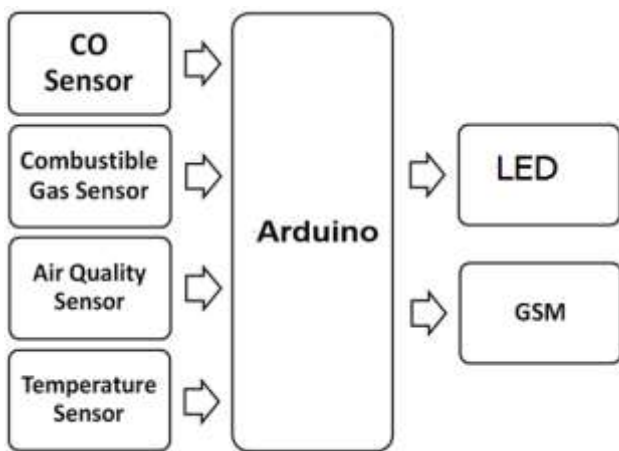 CO
Sensor
Combustible
Gas Sensor
Air Quality
Sensor
Temperature
Sensor
Arduino
LED
GSM